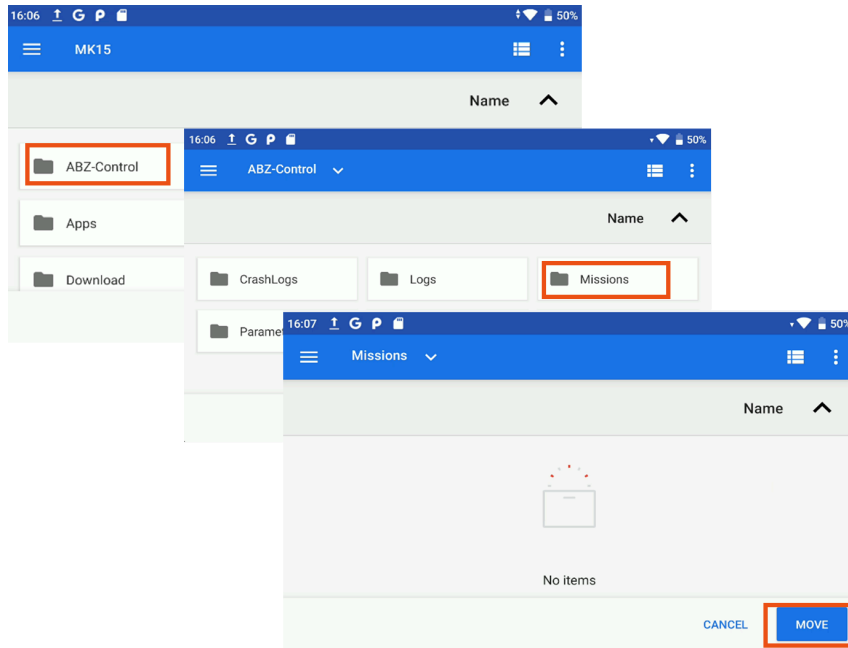 16:06 G P 50%
MK15
Name
ABZ-Control
Apps
Download
16:06 G P 50%
ABZ-Control
Name
CrashLogs Logs Missions
Paramet
16:07 G P 50%
Missions
Name
No items
CANCEL MOVE